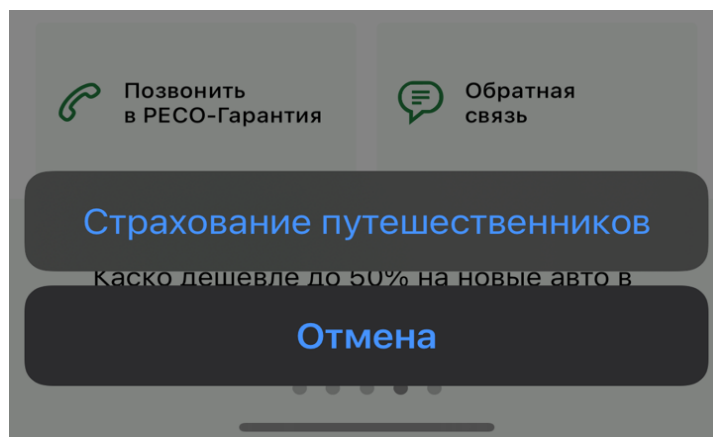 Позвонить
в РЕСО-Гарантия
Обратная
связь
Страхование путешественников
Каско дешевле до 50% на новые авто в
Отмена